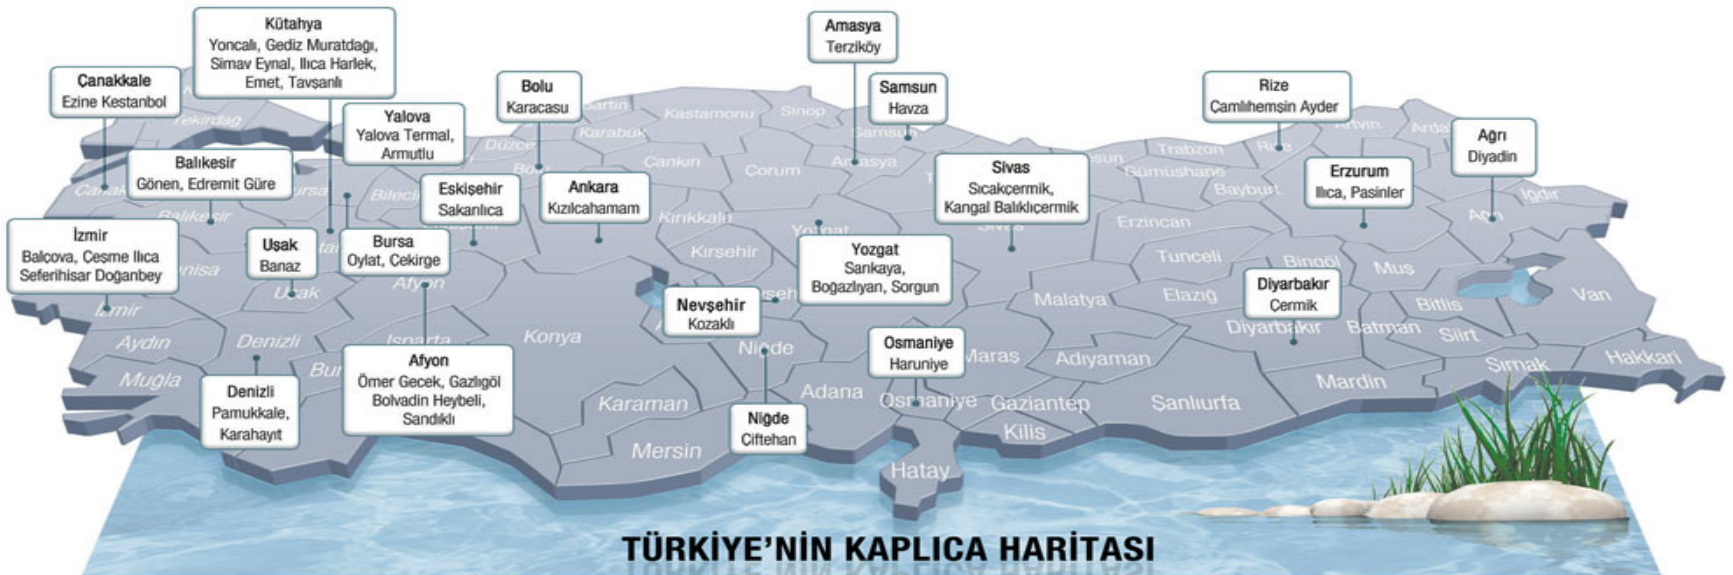 Kütahya
Yoncalı, Gediz Muratdağı,
Simav Eynal, Ilıca Harlek,
Emet, Tavşanlı
Amasya
Terziköy
Çanakkale
Ezine Kestanbol
Bolu
Karacasu
Samsun
Havza
Rize
Çamlıhemşin Ayder
Yalova
Yalova Termal,
Armutlu
Ağrı
Diyadin
Balıkesir
Gönen, Edremit Güre
Eskişehir
Sakarılıca
Ankara
Kızılcahamam
Sivas
Sıcakçermik,
Kangal Balıklıçermik
Erzurum
Ilıca, Pasinler
İzmir
Balçova, Çeşme Ilıca
Seferihisar Doğanbey
Uşak
Banaz
Bursa
Oylat, Çekirge
Yozgat
Sarıkaya,
Boğazlıyan, Sorgun
Nevşehir
Kozaklı
Diyarbakır
Çermik
Osmaniye
Haruniye
Denizli
Pamukkale,
Karahayıt
Afyon
Ömer Gecek, Gazlıgöl
Bolvadin Heybeli,
Sandıklı
Niğde
Çiftehan
Tekirdağ
Kastamonu
Sinop
Samsun
Karabük
Düzce
Çankırı
Çorum
Amasya
Trabzon
Rize
Artvin
Gümüşhane
Bayburt
Iğdır
Balıkesir
Kırıkkale
Yozgat
Sivas
Erzincan
Kırşehir
Tunceli
Bingöl
Muş
Uşak
Afyon
Malatya
Elazığ
Bitlis
Van
İzmir
Aydın
Denizli
Isparta
Konya
Niğde
Adıyaman
Diyarbakır
Batman
Siirt
Şırnak
Hakkari
Muğla
Karaman
Adana
Osmaniye
Gaziantep
Şanlıurfa
Mardin
Mersin
Kilis
Hatay
TÜRKİYE'NİN KAPLICA HARİTASI